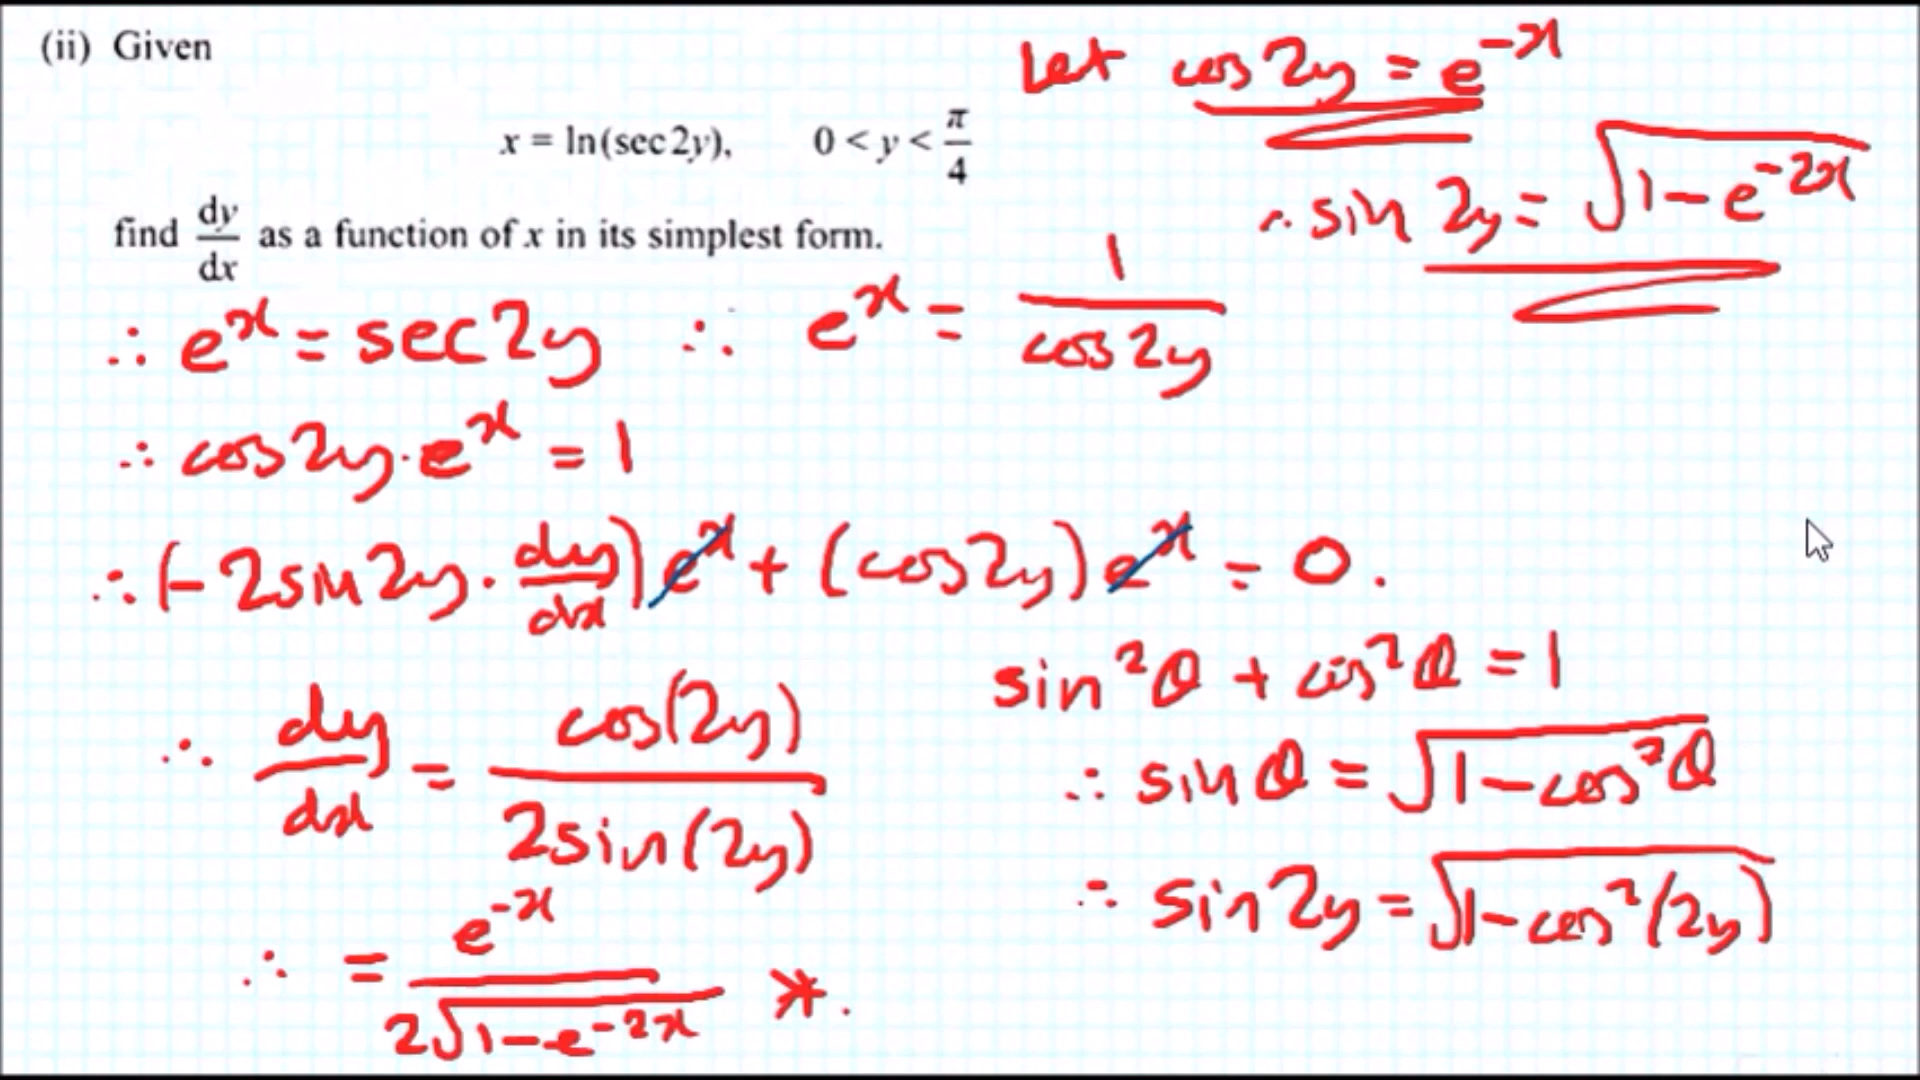 (ii) Given
x = ln(sec 2y), 0 < y < π/4
find dy/dx as a function of x in its simplest form.
Let cos 2y = e^{-x}
∴ sin 2y = √(1 - e^{-2x})
∴ e^x = sec 2y ∴ e^x = 1/cos 2y
∴ cos 2y · e^x = 1
∴ (-2 sin 2y · dy/dx) e^x + (cos 2y) e^x = 0.
∴ dy/dx = cos(2y)/2 sin(2y)
∴ = e^{-x}/2√(1 - e^{-2x}) *.
sin²θ + cos²θ = 1
∴ sin θ = √(1 - cos²θ)
∴ sin 2y = √(1 - cos²(2y))